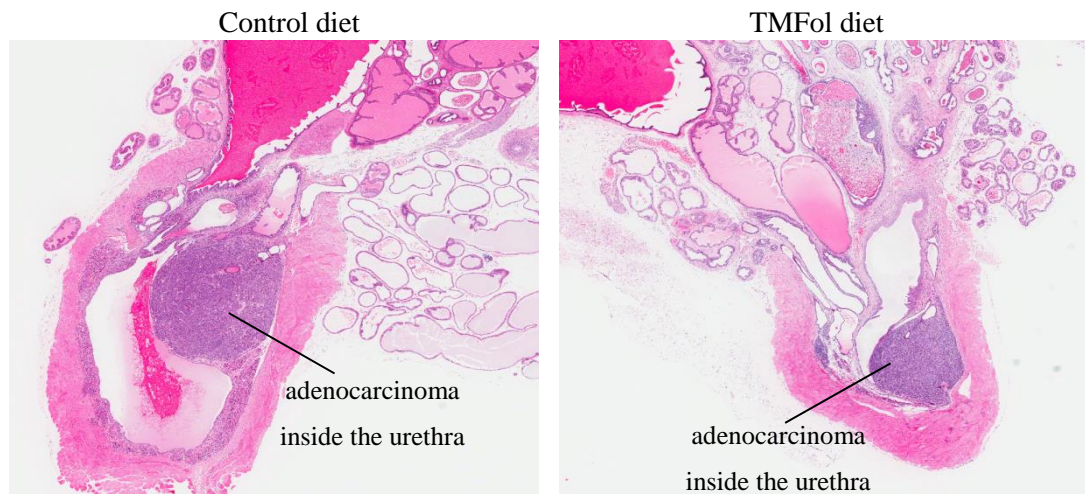 Control diet
TMFol diet
adenocarcinoma
inside the urethra
adenocarcinoma
inside the urethra